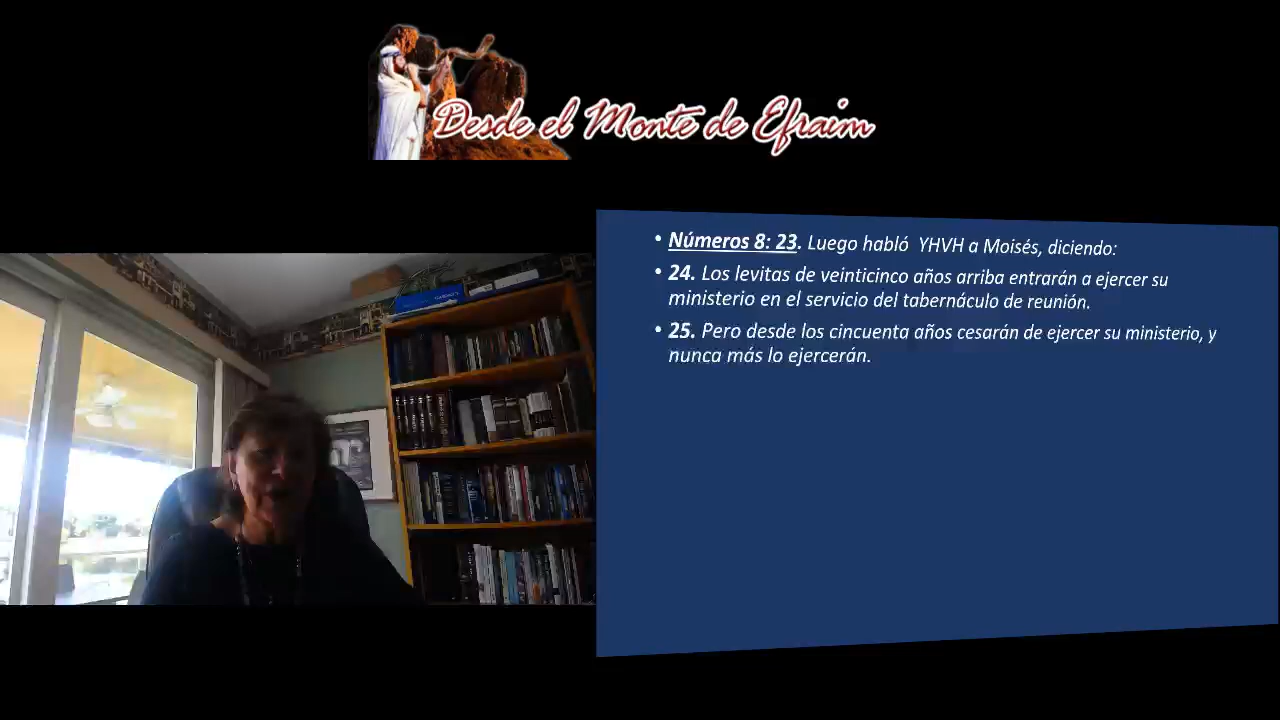 Desde el Monte de Efraim
• Números 8: 23. Luego habló YHVH a Moisés, diciendo:
• 24. Los levitas de veinticinco años arriba entrarán a ejercer su
ministerio en el servicio del tabernáculo de reunión.
• 25. Pero desde los cincuenta años cesarán de ejercer su ministerio, y
nunca más lo ejercerán.